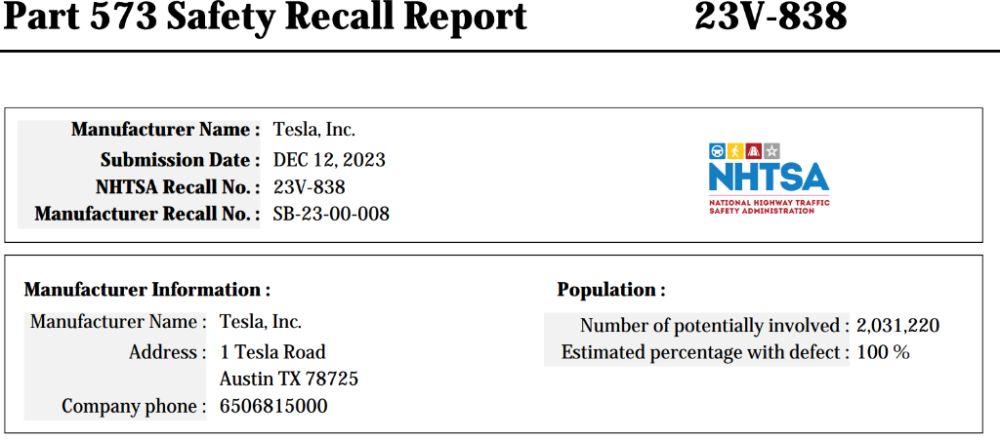 Part 573 Safety Recall Report 23V-838
Manufacturer Name : Tesla, Inc.
Submission Date : DEC 12, 2023
NHTSA Recall No. : 23V-838
Manufacturer Recall No. : SB-23-00-008
NHTSA
NATIONAL HIGHWAY TRAFFIC
SAFETY ADMINISTRATION
Manufacturer Information :
Manufacturer Name : Tesla, Inc.
Address : 1 Tesla Road
Austin TX 78725
Company phone : 6506815000
Population :
Number of potentially involved : 2,031,220
Estimated percentage with defect : 100 %